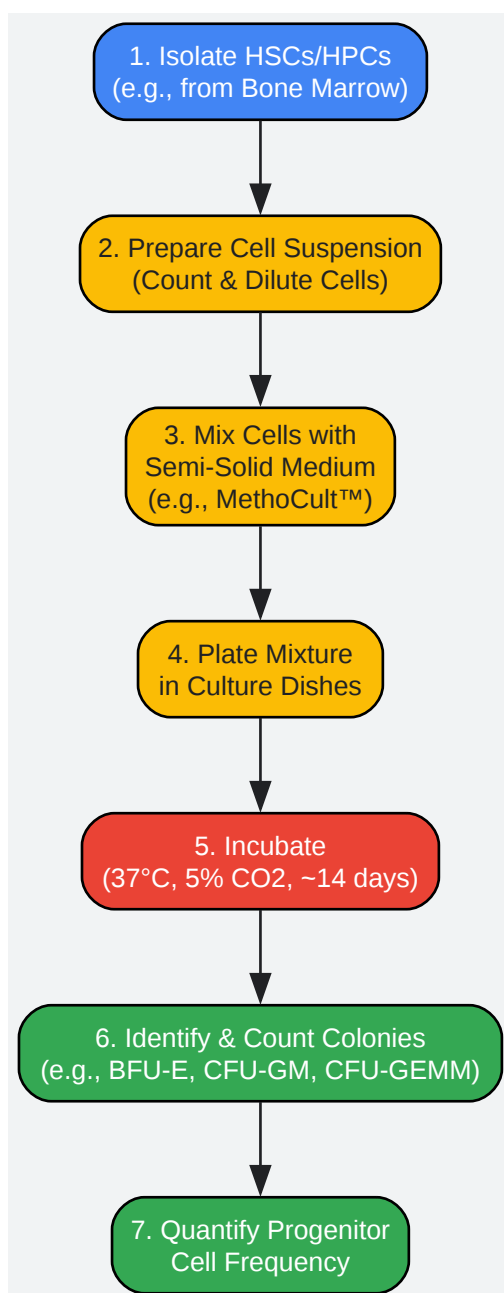 1. Isolate HSCs/HPCs
(e.g., from Bone Marrow)
2. Prepare Cell Suspension
(Count & Dilute Cells)
3. Mix Cells with
Semi-Solid Medium
(e.g., MethoCult™)
4. Plate Mixture
in Culture Dishes
5. Incubate
(37°C, 5% CO2, ~14 days)
6. Identify & Count Colonies
(e.g., BFU-E, CFU-GM, CFU-GEMM)
7. Quantify Progenitor
Cell Frequency